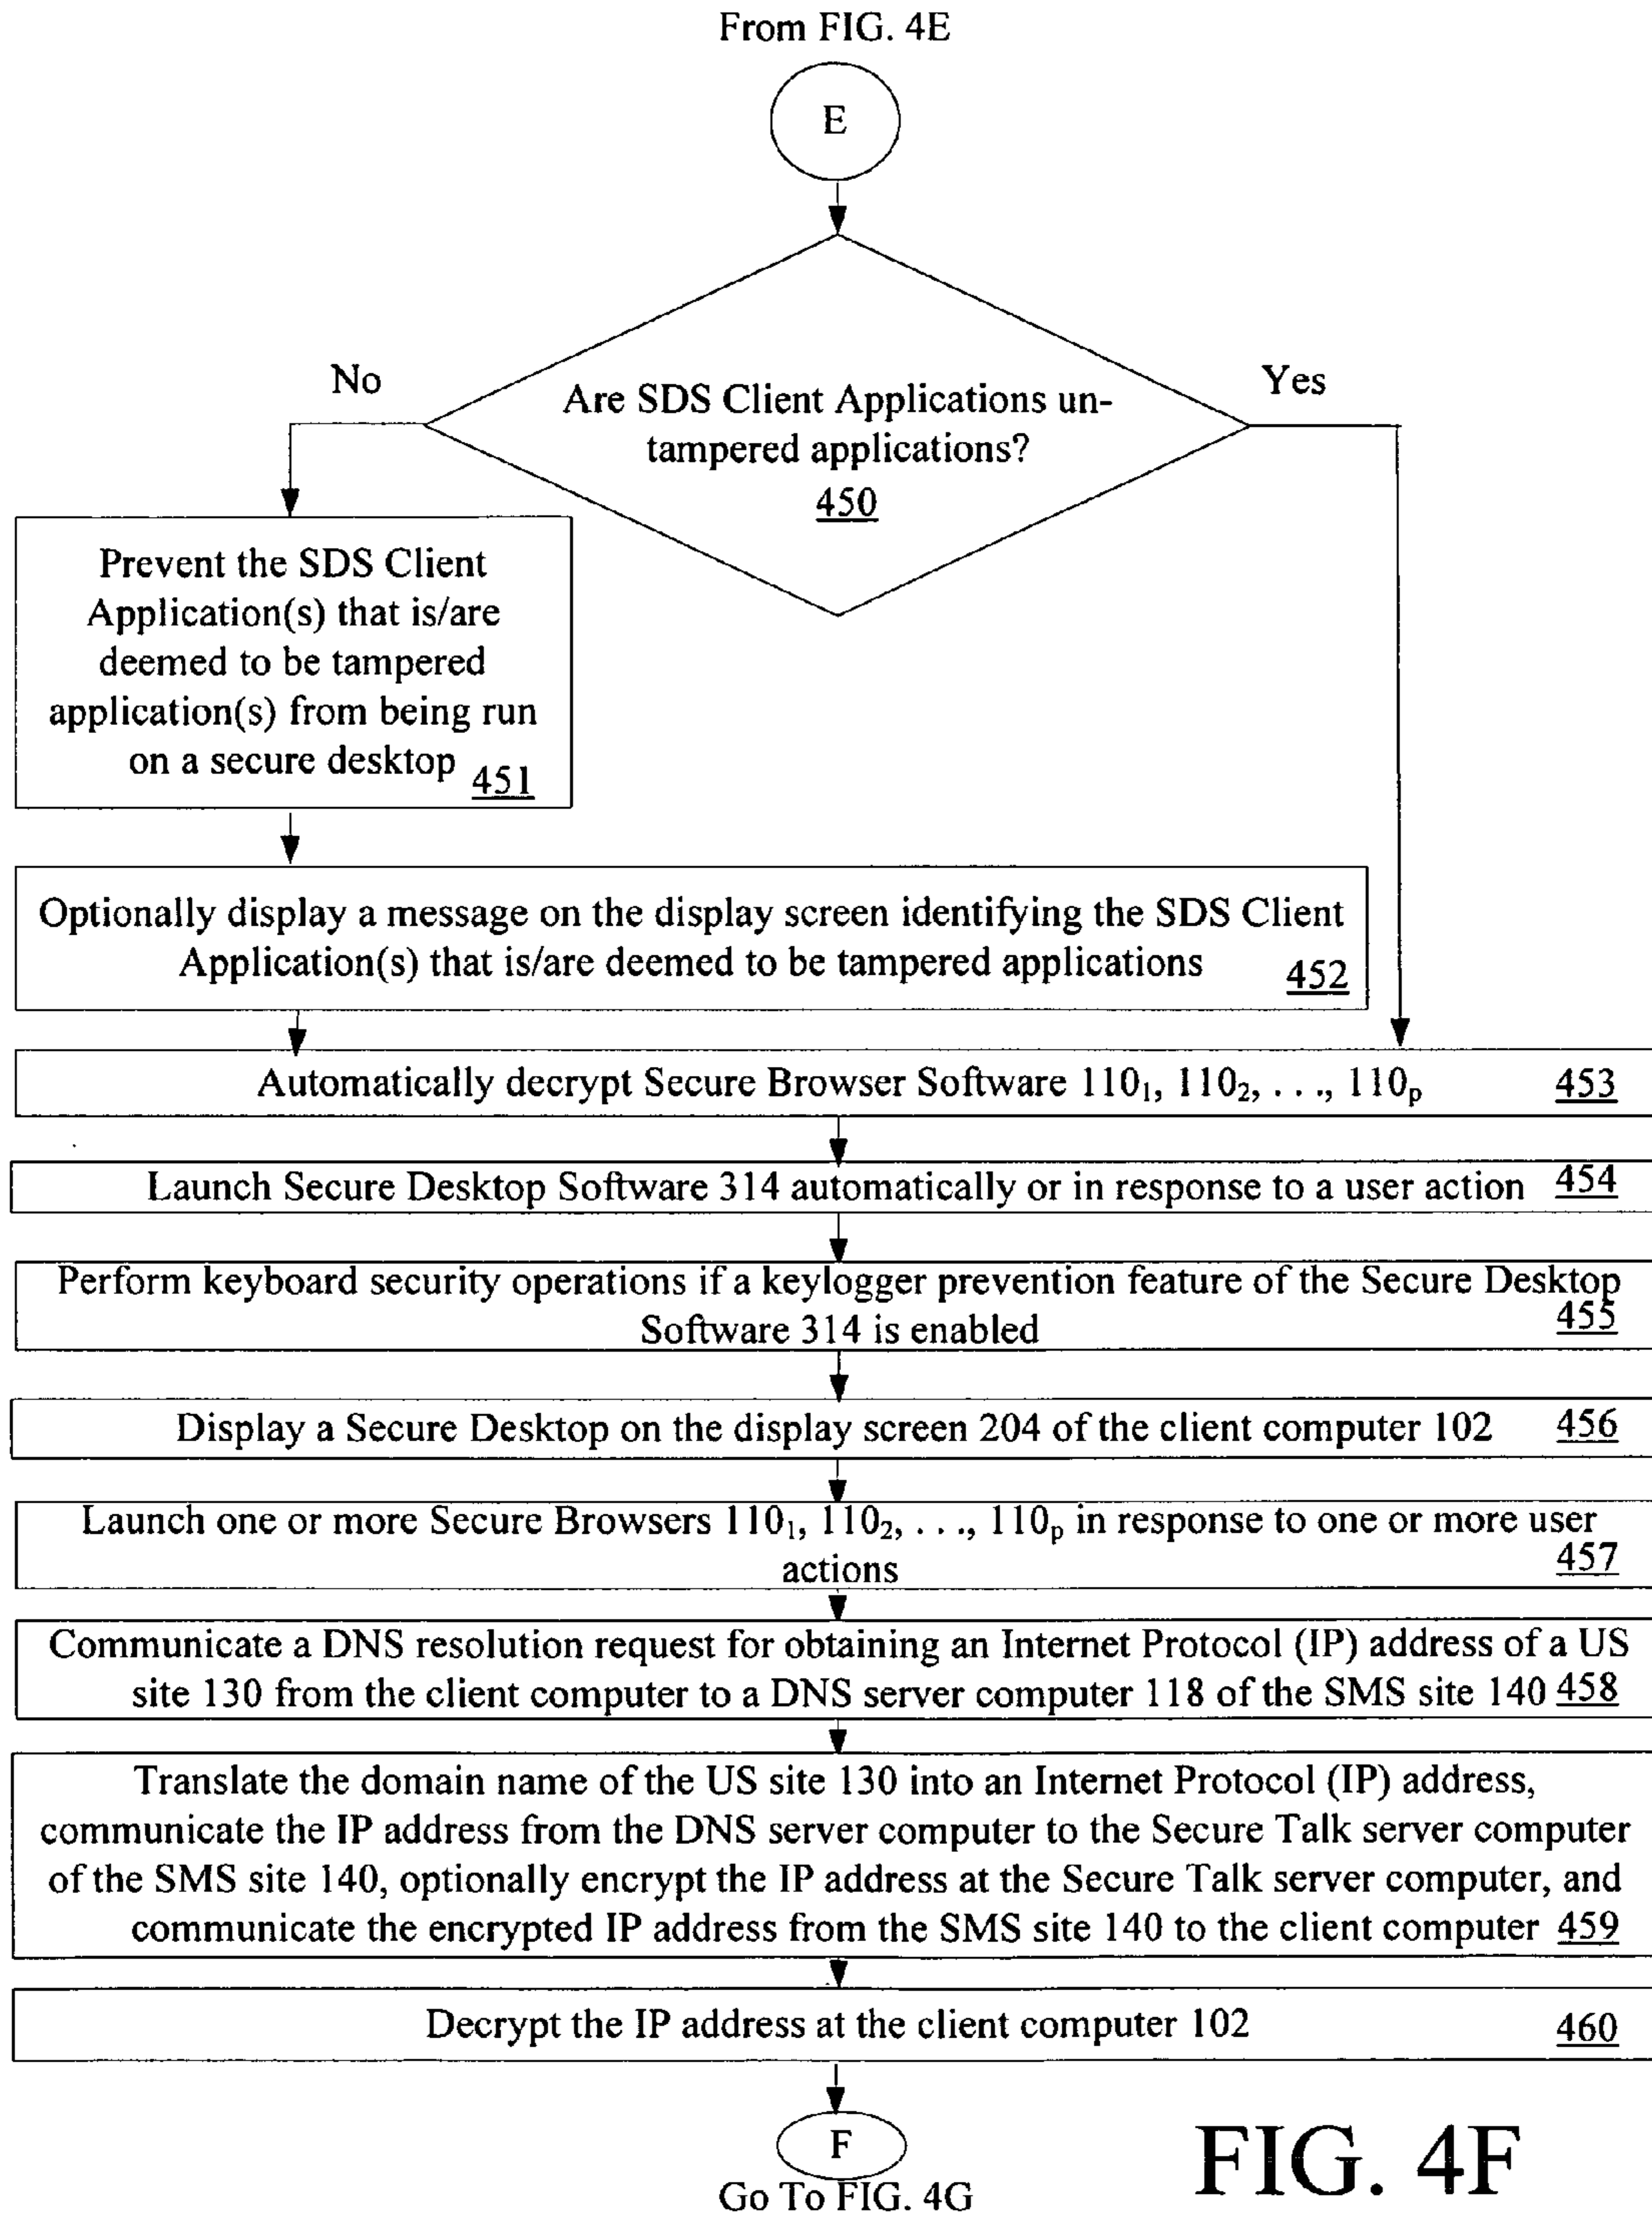 From FIG. 4E
E
No
Yes
Are SDS Client Applications un-
tampered applications?
450
Prevent the SDS Client
Application(s) that is/are
deemed to be tampered
application(s) from being run
on a secure desktop 451
Optionally display a message on the display screen identifying the SDS Client
Application(s) that is/are deemed to be tampered applications 452
Automatically decrypt Secure Browser Software 110₁, 110₂, . . ., 110ₚ 453
Launch Secure Desktop Software 314 automatically or in response to a user action 454
Perform keyboard security operations if a keylogger prevention feature of the Secure Desktop
Software 314 is enabled 455
Display a Secure Desktop on the display screen 204 of the client computer 102 456
Launch one or more Secure Browsers 110₁, 110₂, . . ., 110ₚ in response to one or more user
actions 457
Communicate a DNS resolution request for obtaining an Internet Protocol (IP) address of a US
site 130 from the client computer to a DNS server computer 118 of the SMS site 140 458
Translate the domain name of the US site 130 into an Internet Protocol (IP) address,
communicate the IP address from the DNS server computer to the Secure Talk server computer
of the SMS site 140, optionally encrypt the IP address at the Secure Talk server computer, and
communicate the encrypted IP address from the SMS site 140 to the client computer 459
Decrypt the IP address at the client computer 102 460
F
Go To FIG. 4G
FIG. 4F